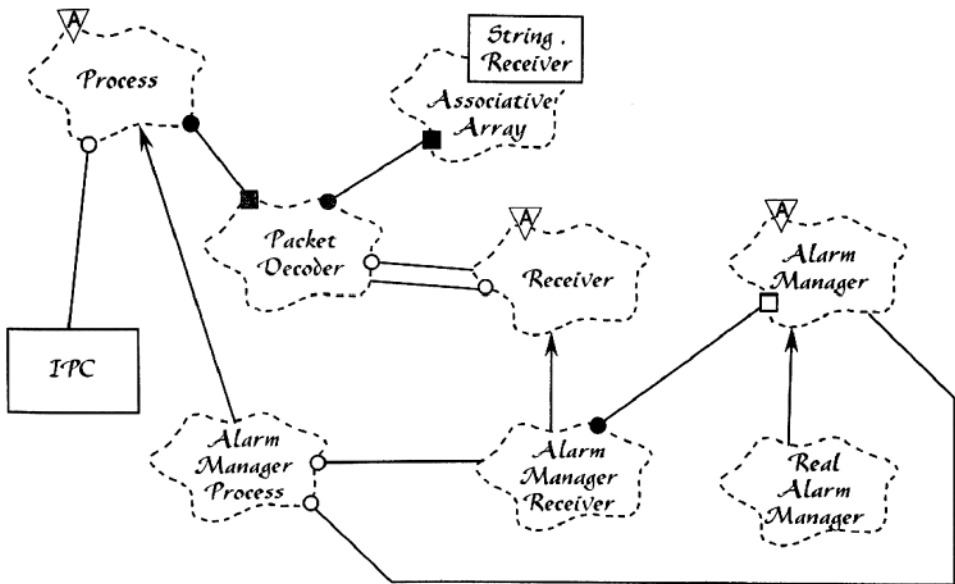 A
Process
String,
Receiver
Associative
Array
Packet
Decoder
A
Receiver
A
Alarm
Manager
IPC
Alarm
Manager
Process
Alarm
Manager
Receiver
Real
Alarm
Manager